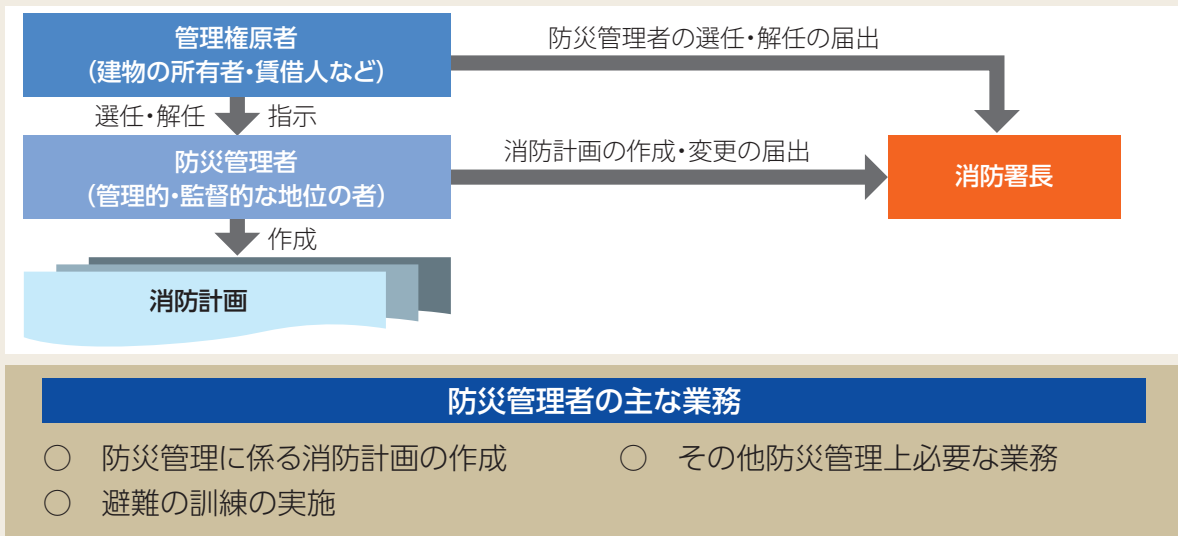 管理権原者
（建物の所有者・賃借人など）
防災管理者の選任・解任の届出
選任・解任
指示
防災管理者
（管理的・監督的な地位の者）
消防計画の作成・変更の届出
消防署長
作成
消防計画
防災管理者の主な業務
○ 防災管理に係る消防計画の作成
○ その他防災管理上必要な業務
○ 避難の訓練の実施